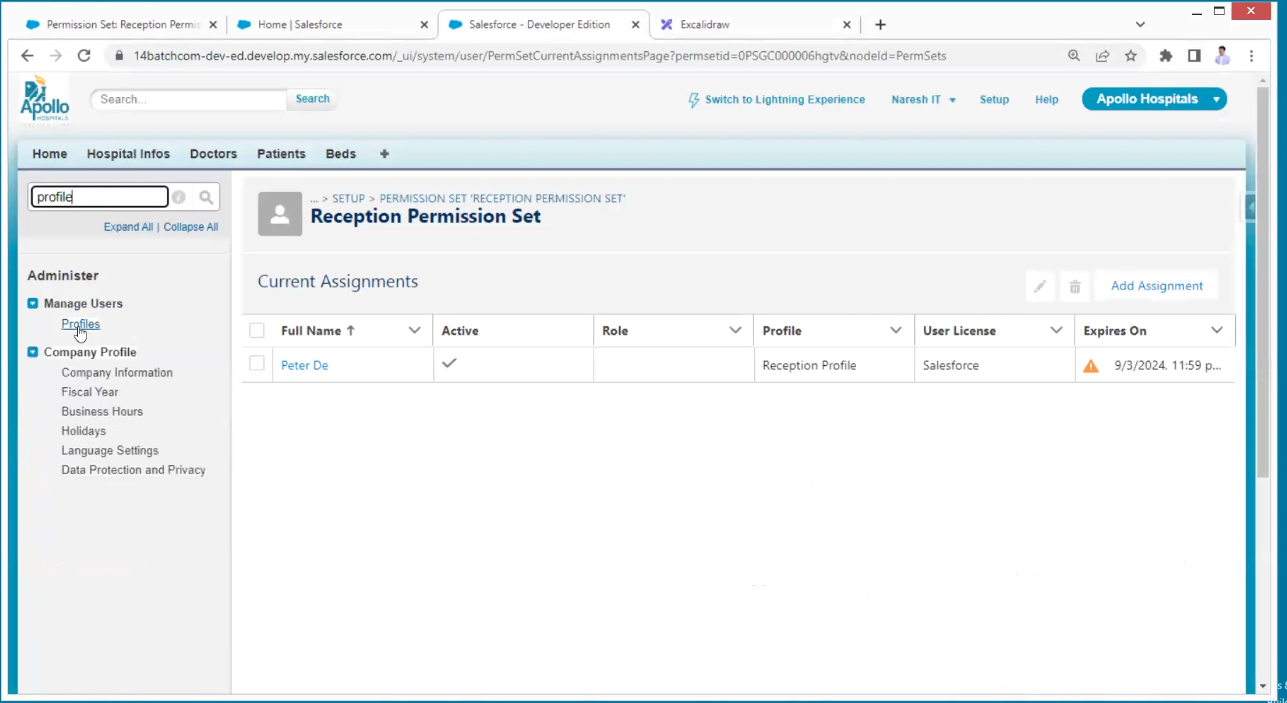 Permission Set: Reception Permis
Home | Salesforce
Salesforce - Developer Edition
Excalidraw
14batchcom-dev-ed.develop.my.salesforce.com/_ui/system/user/PermSetCurrentAssignmentsPage?permsetid=0PSGC000006hgtv&nodeId=PermSets
Apollo
HOSPITALS
Search...
Search
Switch to Lightning Experience
Naresh IT
Setup
Help
Apollo Hospitals
Home
Hospital Infos
Doctors
Patients
Beds
profile
Expand All | Collapse All
Administer
Manage Users
Profiles
Company Profile
Company Information
Fiscal Year
Business Hours
Holidays
Language Settings
Data Protection and Privacy
... > SETUP > PERMISSION SET 'RECEPTION PERMISSION SET'
Reception Permission Set
Current Assignments
Add Assignment
Full Name ↑
Active
Role
Profile
User License
Expires On
Peter De
Reception Profile
Salesforce
9/3/2024. 11:59 p...